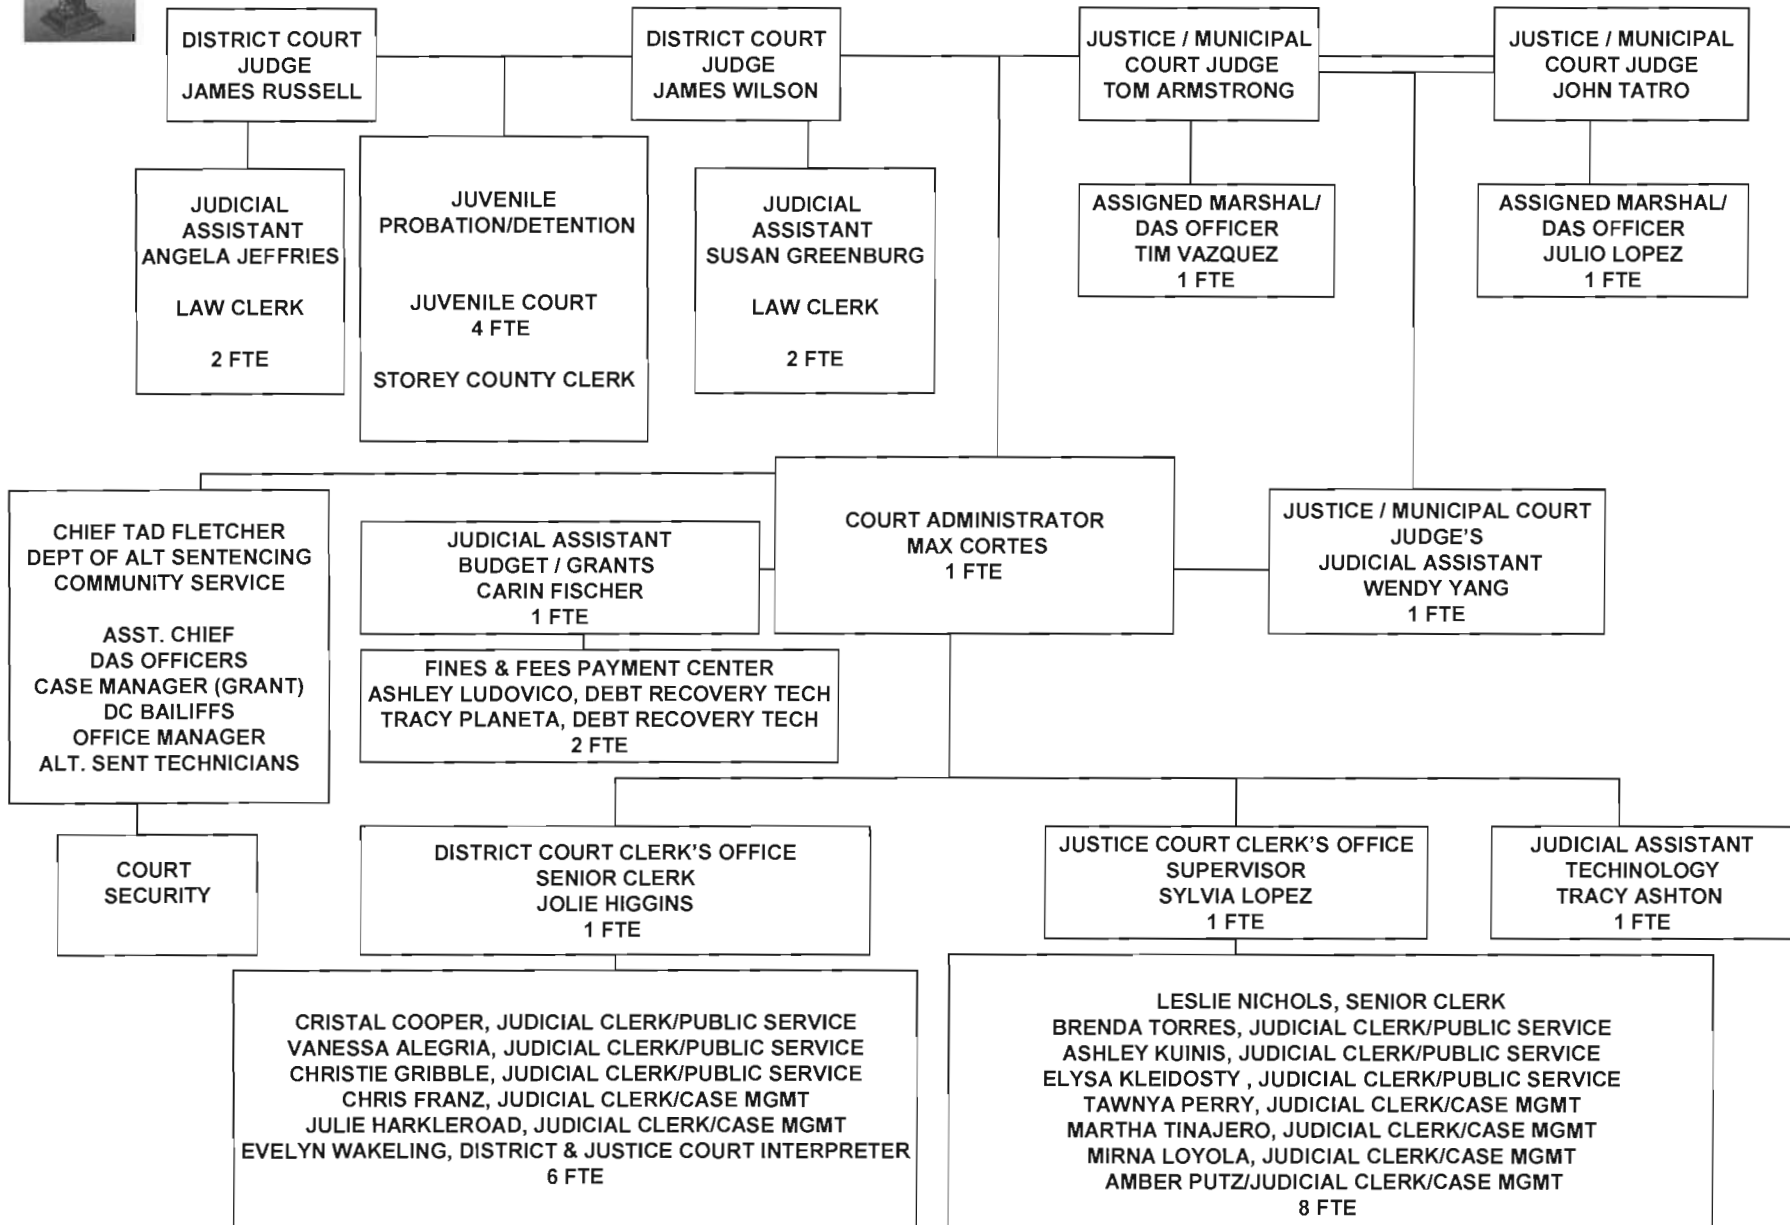 DISTRICT COURT
JUDGE
JAMES RUSSELL
DISTRICT COURT
JUDGE
JAMES WILSON
JUSTICE / MUNICIPAL
COURT JUDGE
TOM ARMSTRONG
JUSTICE / MUNICIPAL
COURT JUDGE
JOHN TATRO
JUDICIAL
ASSISTANT
ANGELA JEFFRIES
LAW CLERK
2 FTE
JUVENILE
PROBATION/DETENTION
JUVENILE COURT
4 FTE
STOREY COUNTY CLERK
JUDICIAL
ASSISTANT
SUSAN GREENBURG
LAW CLERK
2 FTE
ASSIGNED MARSHAL/
DAS OFFICER
TIM VAZQUEZ
1 FTE
ASSIGNED MARSHAL/
DAS OFFICER
JULIO LOPEZ
1 FTE
CHIEF TAD FLETCHER
DEPT OF ALT SENTENCING
COMMUNITY SERVICE
ASST. CHIEF
DAS OFFICERS
CASE MANAGER (GRANT)
DC BAILIFFS
OFFICE MANAGER
ALT. SENT TECHNICIANS
JUDICIAL ASSISTANT
BUDGET / GRANTS
CARIN FISCHER
1 FTE
COURT ADMINISTRATOR
MAX CORTES
1 FTE
JUSTICE / MUNICIPAL COURT
JUDGE'S
JUDICIAL ASSISTANT
WENDY YANG
1 FTE
FINES & FEES PAYMENT CENTER
ASHLEY LUDOVICO, DEBT RECOVERY TECH
TRACY PLANETA, DEBT RECOVERY TECH
2 FTE
COURT
SECURITY
DISTRICT COURT CLERK'S OFFICE
SENIOR CLERK
JOLIE HIGGINS
1 FTE
JUSTICE COURT CLERK'S OFFICE
SUPERVISOR
SYLVIA LOPEZ
1 FTE
JUDICIAL ASSISTANT
TECHINOLOGY
TRACY ASHTON
1 FTE
CRISTAL COOPER, JUDICIAL CLERK/PUBLIC SERVICE
VANESSA ALEGRIA, JUDICIAL CLERK/PUBLIC SERVICE
CHRISTIE GRIBBLE, JUDICIAL CLERK/PUBLIC SERVICE
CHRIS FRANZ, JUDICIAL CLERK/CASE MGMT
JULIE HARKLEROAD, JUDICIAL CLERK/CASE MGMT
EVELYN WAKELING, DISTRICT & JUSTICE COURT INTERPRETER
6 FTE
LESLIE NICHOLS, SENIOR CLERK
BRENDA TORRES, JUDICIAL CLERK/PUBLIC SERVICE
ASHLEY KUINIS, JUDICIAL CLERK/PUBLIC SERVICE
ELYSA KLEIDOSTY , JUDICIAL CLERK/PUBLIC SERVICE
TAWNYA PERRY, JUDICIAL CLERK/CASE MGMT
MARTHA TINAJERO, JUDICIAL CLERK/CASE MGMT
MIRNA LOYOLA, JUDICIAL CLERK/CASE MGMT
AMBER PUTZ/JUDICIAL CLERK/CASE MGMT
8 FTE